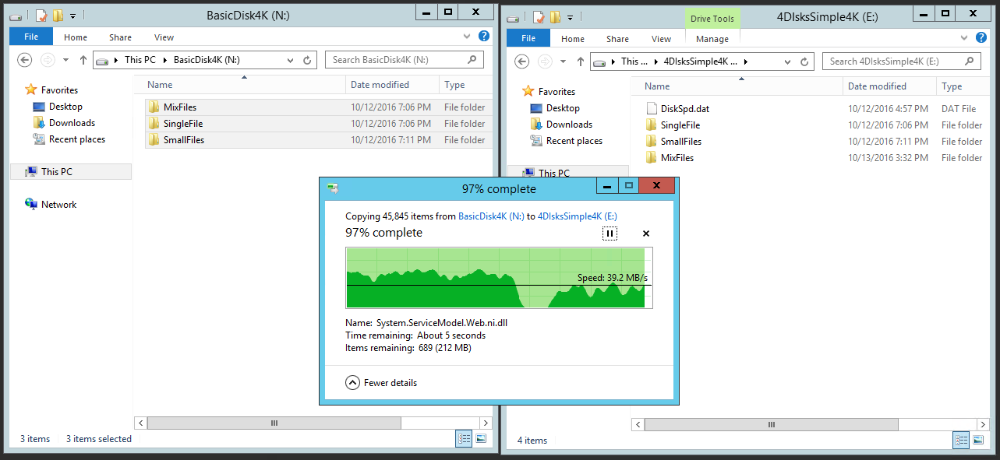 BasicDisk4K (N:)
File Home Share View
This PC BasicDisk4K (N:)
Search BasicDisk4K (N:)
Name Date modified Type
Favorites
Desktop
Downloads
Recent places
This PC
Network
MixFiles 10/12/2016 7:06 PM File folder
SingleFile 10/12/2016 7:06 PM File folder
SmallFiles 10/12/2016 7:11 PM File folder
3 items 3 items selected
Drive Tools 4DIsksSimple4K (E:)
File Home Share View Manage
This ... 4DIsksSimple4K ...
Search 4DIsksSimple4K (E:)
Name Date modified Type
Favorites
Desktop
Downloads
Recent places
This PC
DiskSpd.dat 10/12/2016 4:57 PM DAT File
SingleFile 10/12/2016 7:06 PM File folder
SmallFiles 10/12/2016 7:11 PM File folder
MixFiles 10/13/2016 3:32 PM File folder
4 items
97% complete
Copying 45,845 items from BasicDisk4K (N:) to 4DIsksSimple4K (E:)
97% complete
Speed: 39.2 MB/s
Name: System.ServiceModel.Web.ni.dll
Time remaining: About 5 seconds
Items remaining: 689 (212 MB)
Fewer details